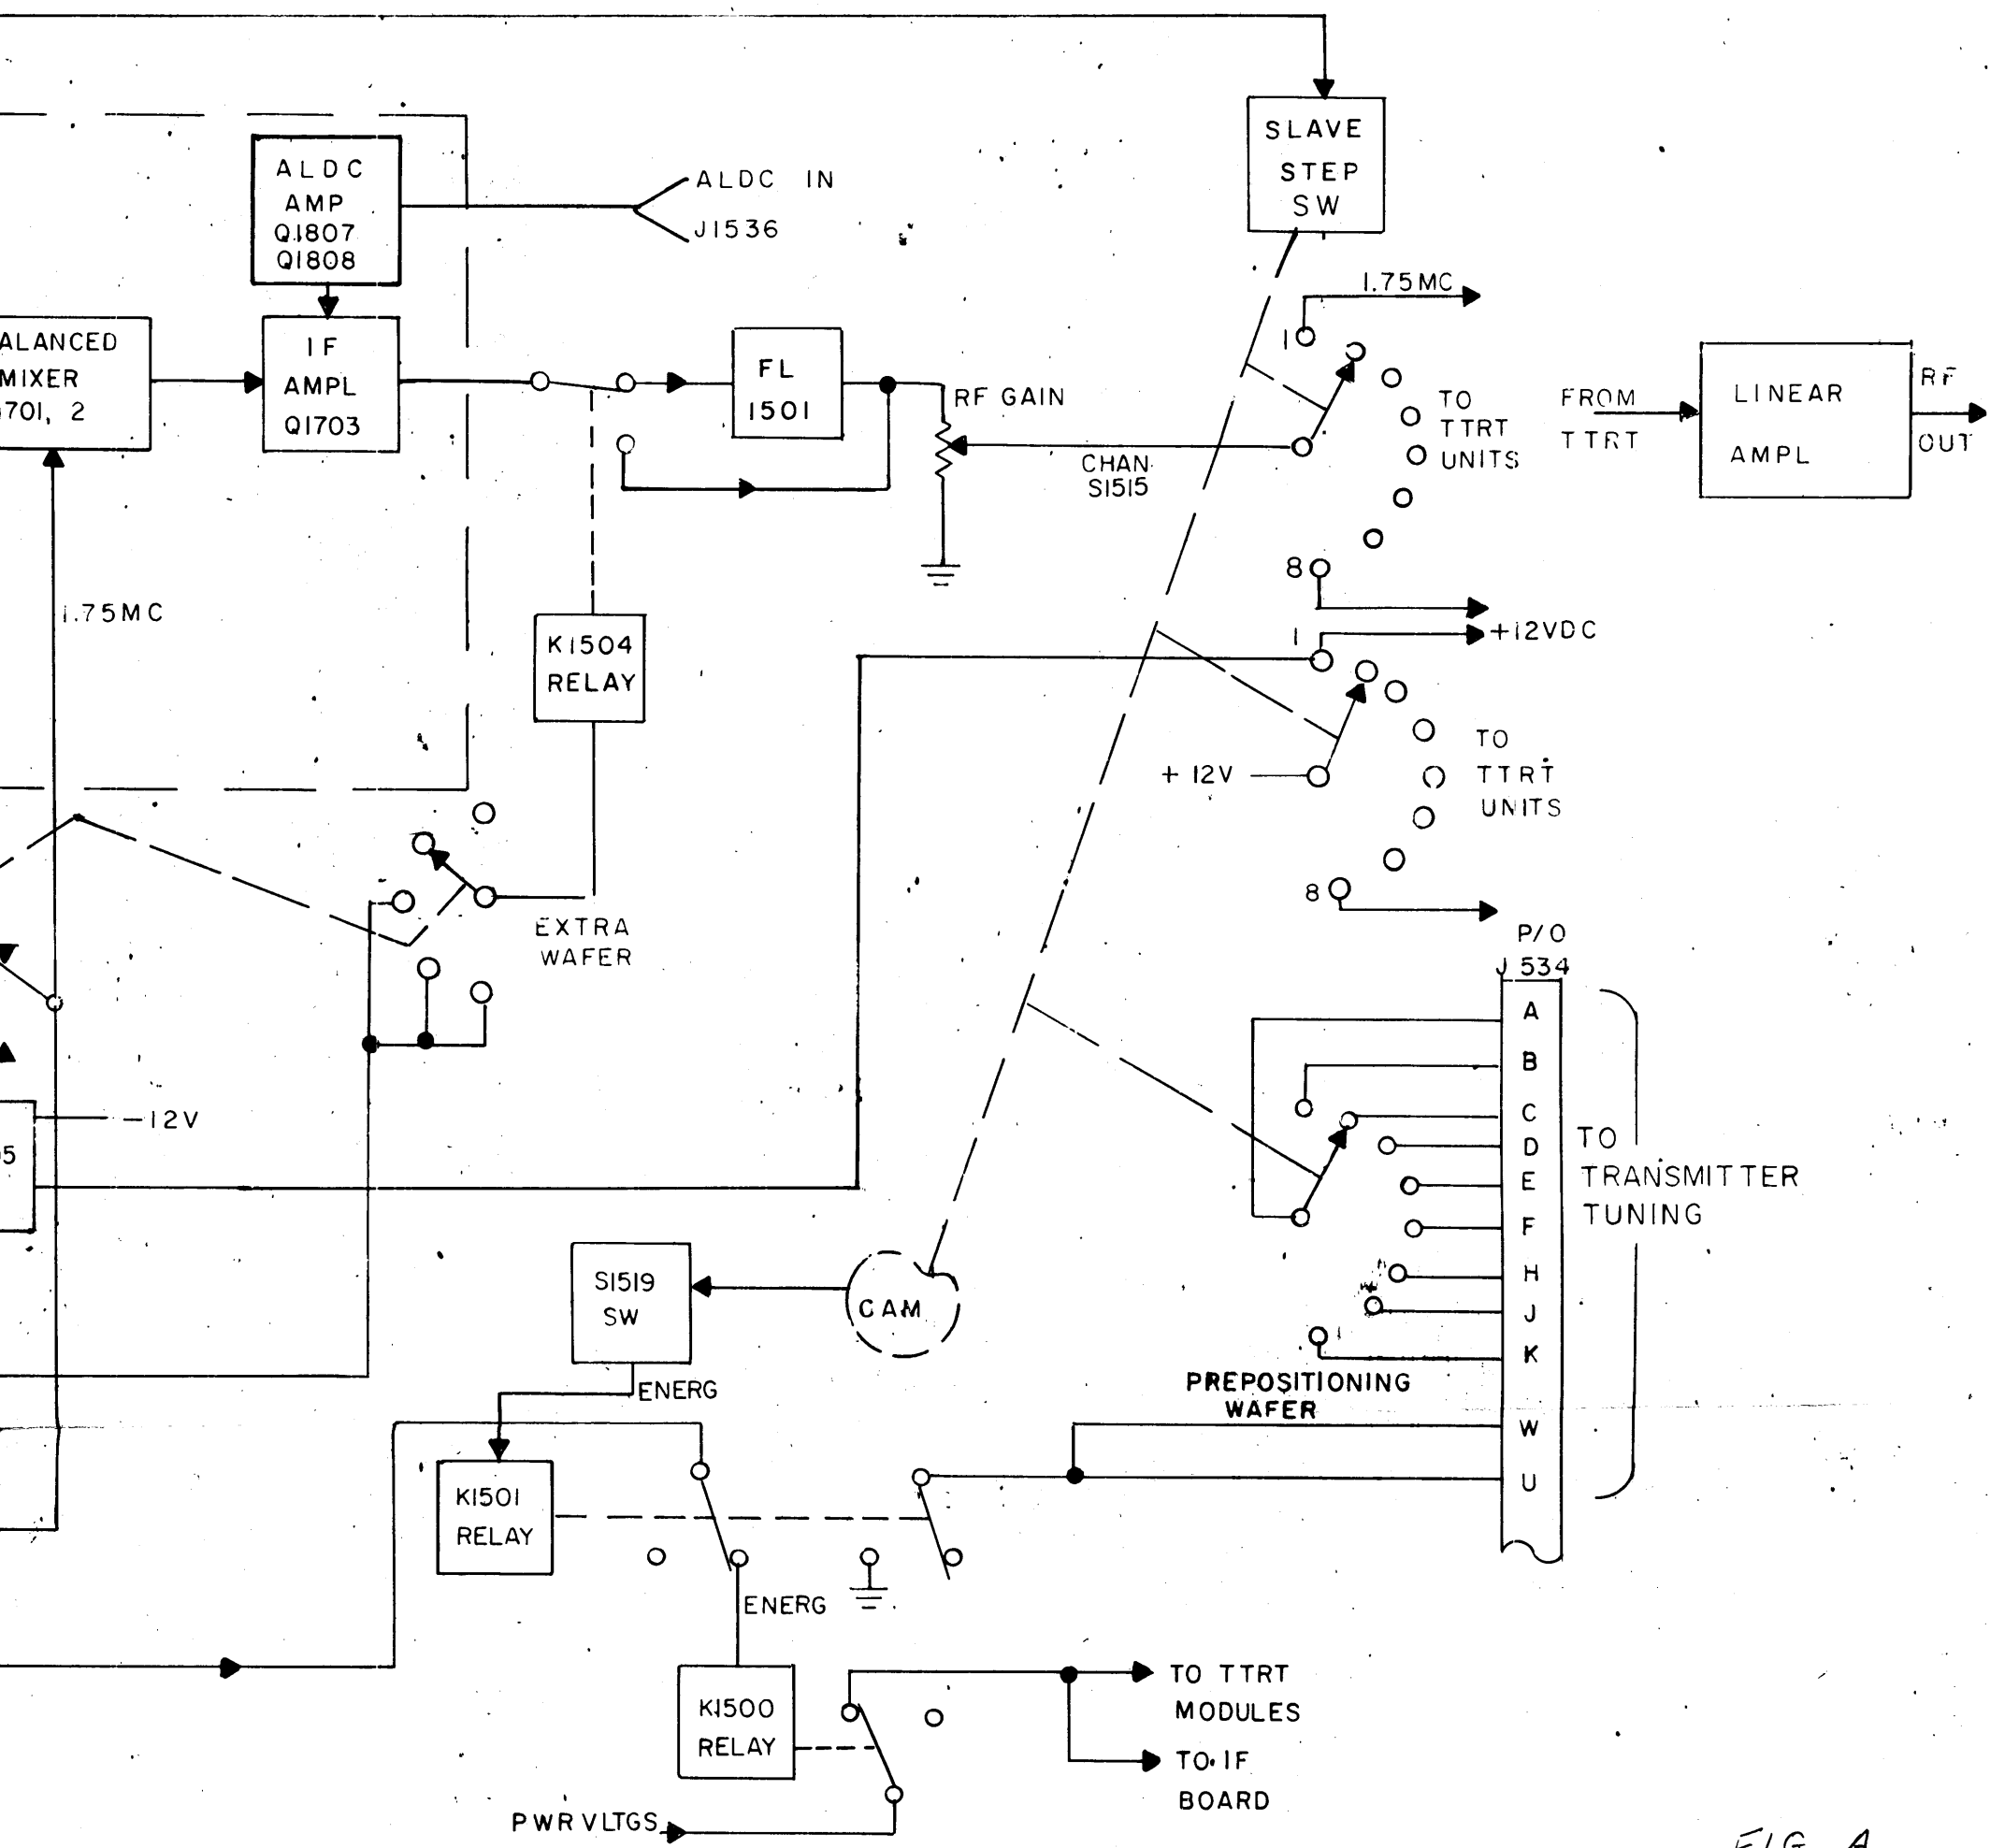 SLAVE
STEP
SW
ALDC
AMP
Q1807
Q1808
ALDC IN
J1536
1.75MC
1
ALANCED
MIXER
701, 2
IF
AMPL
Q1703
FL
1501
RF GAIN
CHAN
S1515
TO
TTRT
UNITS
FROM
TTRT
LINEAR
AMPL
RF
OUT
8
1.75MC
K1504
RELAY
1
+12VDC
+12V
TO
TTRT
UNITS
8
EXTRA
WAFER
P/O
J 534
A
B
C
D
E
F
H
J
K
W
U
TO
TRANSMITTER
TUNING
-12V
5
S1519
SW
CAM
ENERG
PREPOSITIONING
WAFER
K1501
RELAY
ENERG
K1500
RELAY
TO TTRT
MODULES
TO IF
BOARD
PWR VLTGS
FIG A